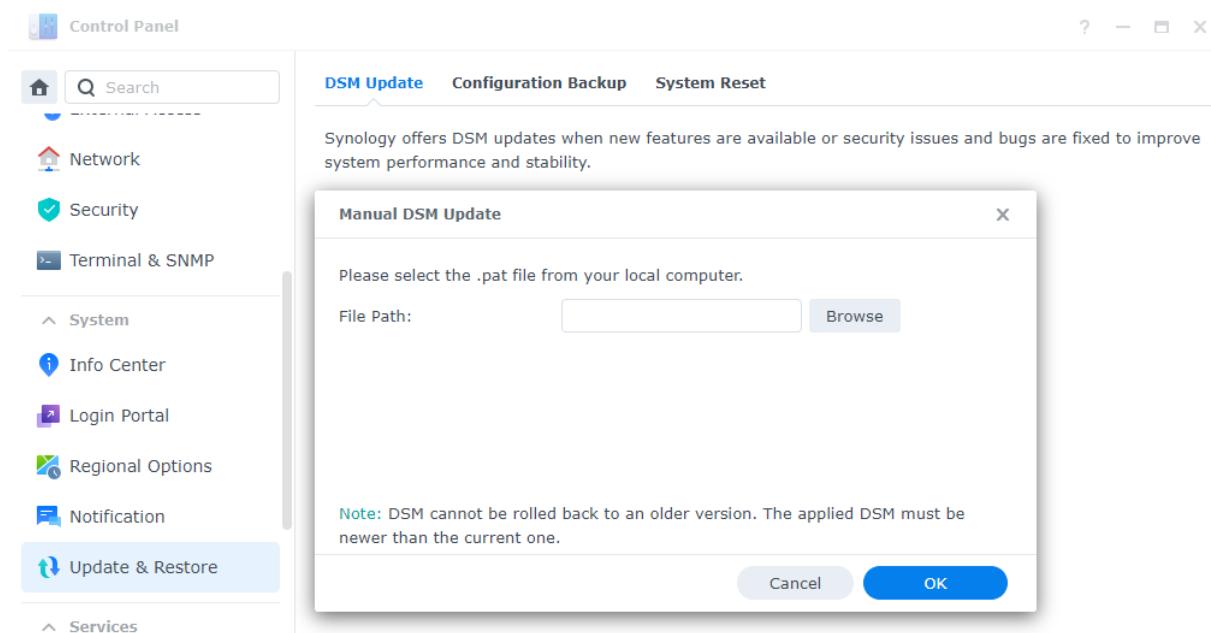 Control Panel
Search
DSM Update Configuration Backup System Reset
External Access
Network
Security
Terminal & SNMP
System
Info Center
Login Portal
Regional Options
Notification
Update & Restore
Services
Synology offers DSM updates when new features are available or security issues and bugs are fixed to improve
system performance and stability.
Manual DSM Update
Please select the .pat file from your local computer.
File Path:
Browse
Note: DSM cannot be rolled back to an older version. The applied DSM must be
newer than the current one.
Cancel OK